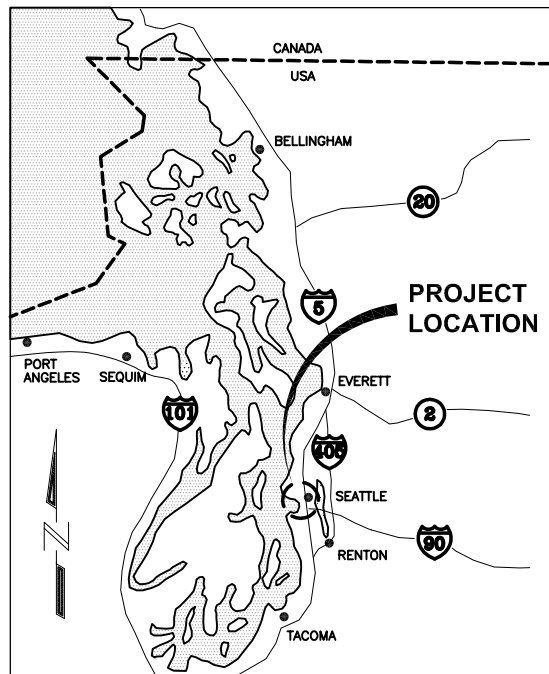 CANADA
USA
BELLINGHAM
20
PROJECT
LOCATION
5
PORT
ANGELES
SEQUIM
EVERETT
101
2
405
SEATTLE
N
90
RENTON
TACOMA